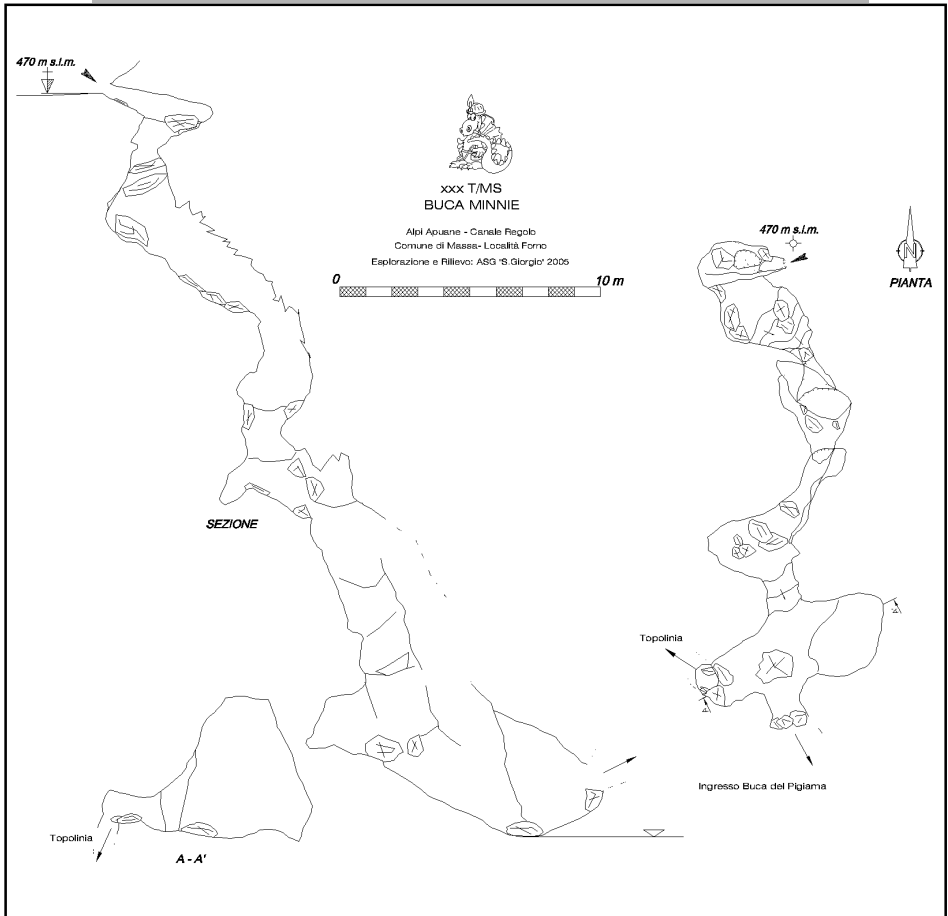 470 m s.l.m.
xxx T/MS
BUCA MINNIE
Alpi Apuane - Canale Regolo
Comune di Massa- Località Forno
Esplorazione e Rilievo: ASG "S.Giorgio" 2005
0 10 m
470 m s.l.m.
N
PIANTA
SEZIONE
Topolinia
Ingresso Buca del Pigiama
Topolinia
A - A'